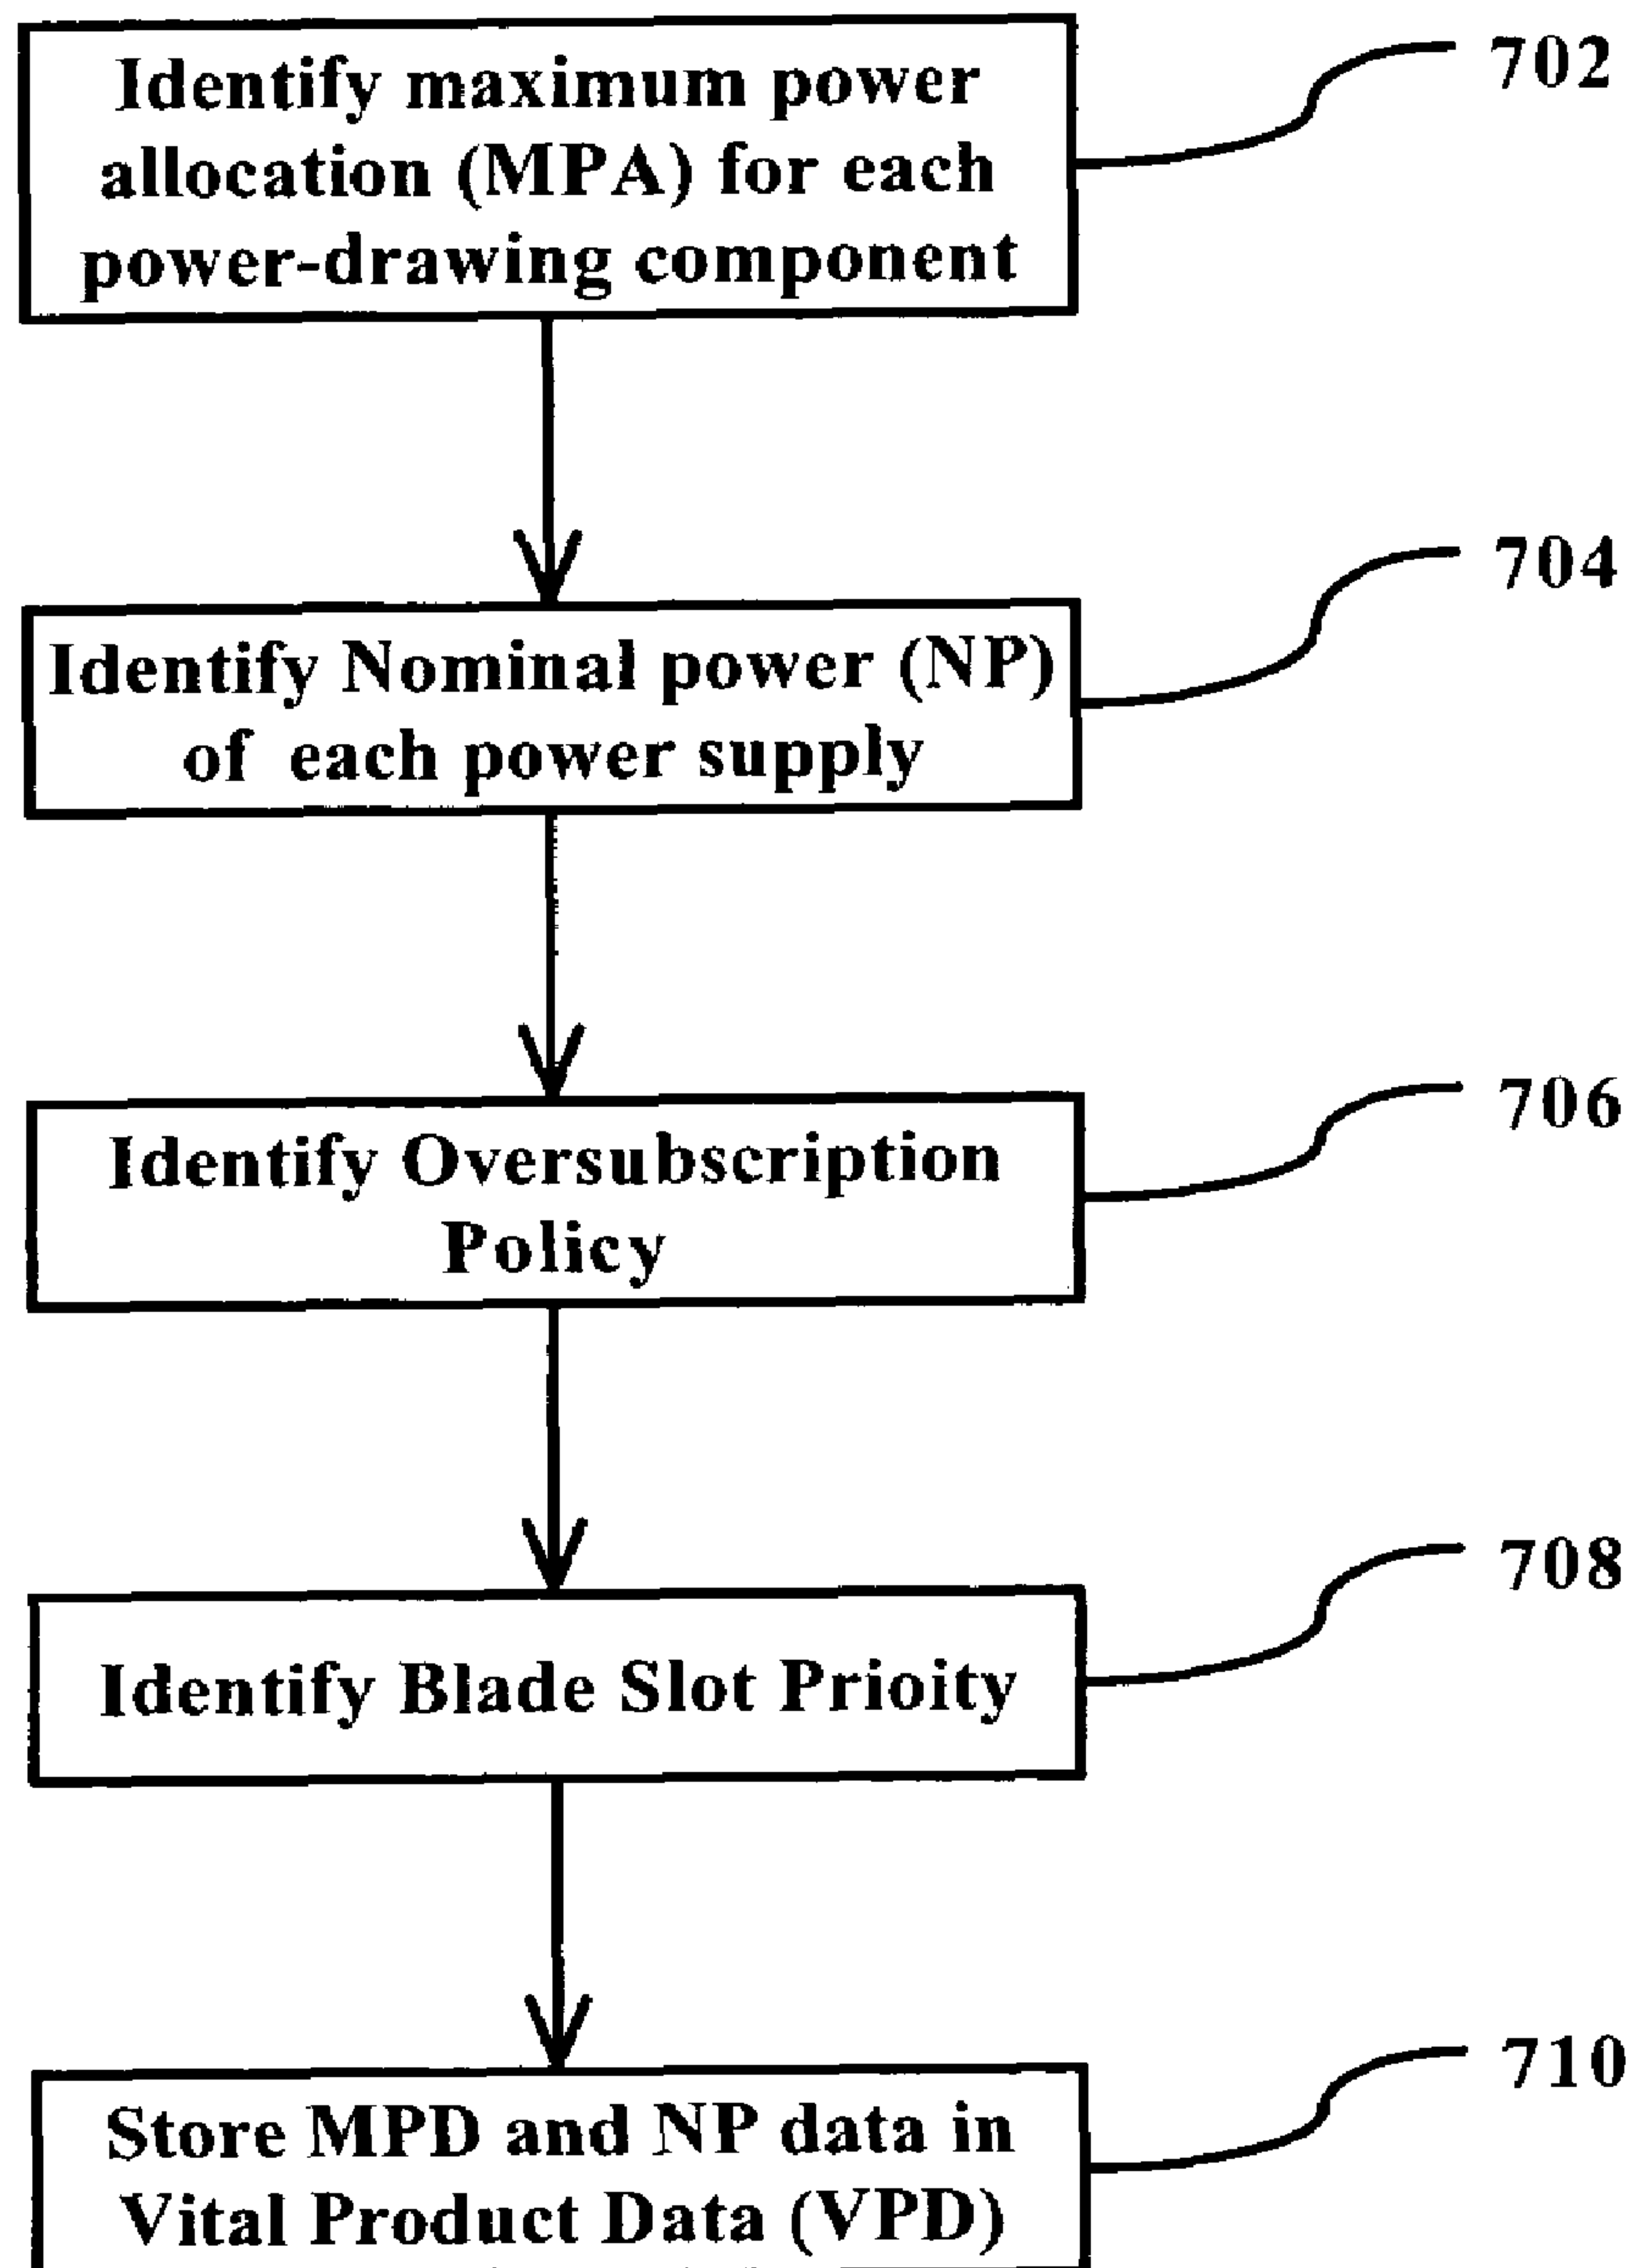 Identify maximum power
allocation (MPA) for each
power-drawing component
702
Identify Nominal power (NP)
of each power supply
704
Identify Oversubscription
Policy
706
Identify Blade Slot Prioity
708
Store MPD and NP data in
Vital Product Data (VPD)
710